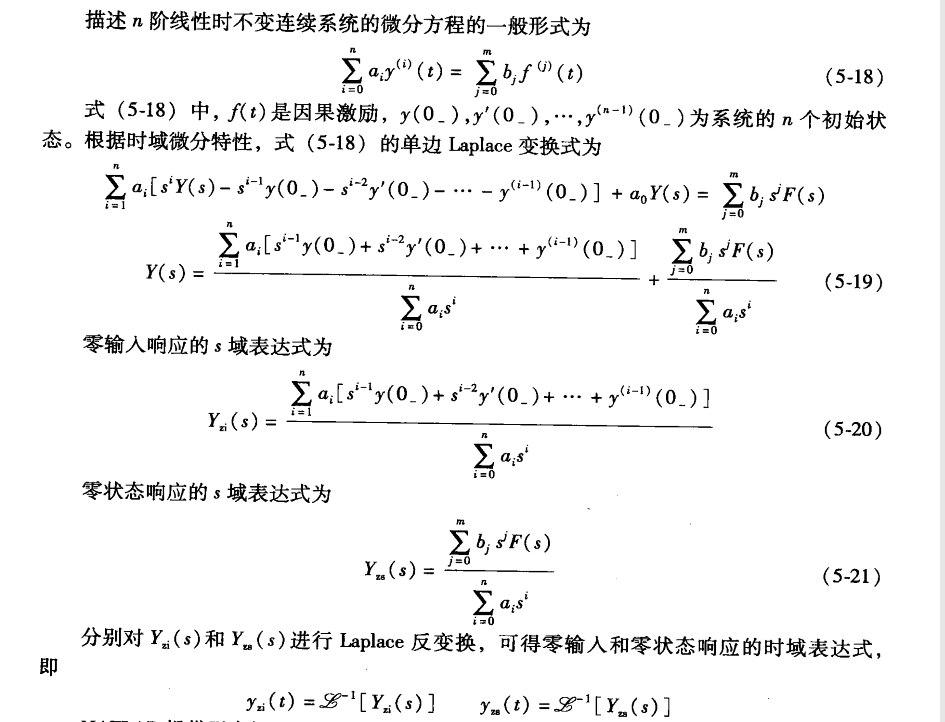 描述 n 阶线性时不变连续系统的微分方程的一般形式为
$$\sum_{i=0}^{n} a_i y^{(i)}(t) = \sum_{j=0}^{m} b_j f^{(j)}(t)$$ (5-18)
式（5-18）中，f(t)是因果激励，y(0_),y′(0_),⋯,y^{(n-1)}(0_)为系统的 n 个初始状
态。根据时域微分特性，式（5-18）的单边 Laplace 变换式为
$$\sum_{i=1}^{n} a_i[s^i Y(s) - s^{i-1}y(0_-) - s^{i-2}y'(0_-) - \cdots - y^{(i-1)}(0_-)] + a_0 Y(s) = \sum_{j=0}^{m} b_j s^j F(s)$$
$$Y(s) = \frac{\sum_{i=1}^{n} a_i[s^{i-1}y(0_-) + s^{i-2}y'(0_-) + \cdots + y^{(i-1)}(0_-)]}{\sum_{i=0}^{n} a_i s^i} + \frac{\sum_{j=0}^{m} b_j s^j F(s)}{\sum_{i=0}^{n} a_i s^i}$$ (5-19)
零输入响应的 s 域表达式为
$$Y_{zi}(s) = \frac{\sum_{i=1}^{n} a_i[s^{i-1}y(0_-) + s^{i-2}y'(0_-) + \cdots + y^{(i-1)}(0_-)]}{\sum_{i=0}^{n} a_i s^i}$$ (5-20)
零状态响应的 s 域表达式为
$$Y_{zs}(s) = \frac{\sum_{j=0}^{m} b_j s^j F(s)}{\sum_{i=0}^{n} a_i s^i}$$ (5-21)
分别对 Y_{zi}(s)和 Y_{zs}(s)进行 Laplace 反变换，可得零输入和零状态响应的时域表达式，
即
$$y_{zi}(t) = \mathscr{L}^{-1}[Y_{zi}(s)] \quad y_{zs}(t) = \mathscr{L}^{-1}[Y_{zs}(s)]$$